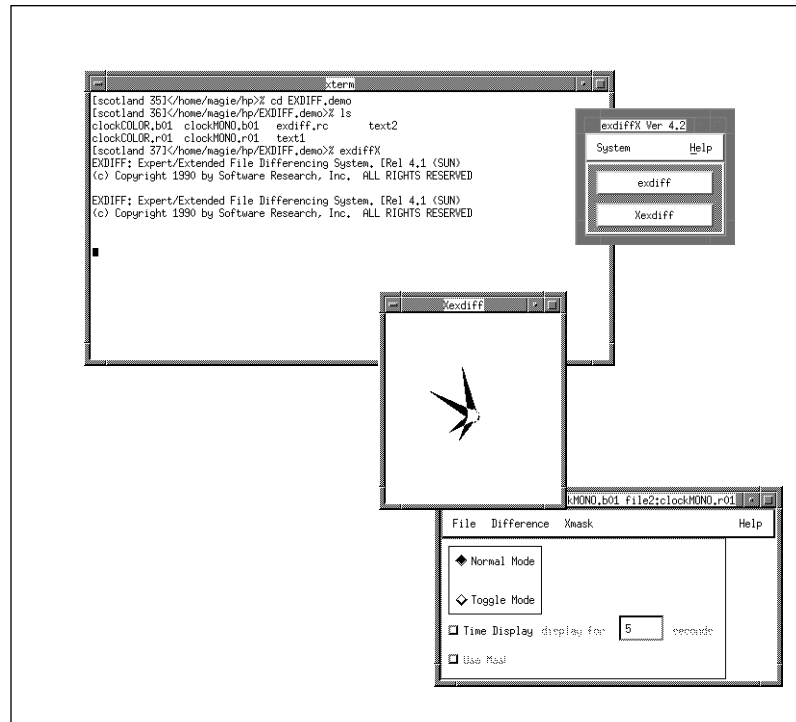 xterm
[scotland 35]</home/magie/hp>% cd EXDIFF.demo
[scotland 36]</home/magie/hp/EXDIFF.demo>% ls
clockCOLOR.b01 clockMONO.b01 exdiff.rc text2
clockCOLOR.r01 clockMONO.r01 text1
[scotland 37]</home/magie/hp/EXDIFF.demo>% exdiffX
EXDIFF: Expert/Extended File Differencing System. [Rel 4.1 (SUN)
(c) Copyright 1990 by Software Research, Inc. ALL RIGHTS RESERVED
EXDIFF: Expert/Extended File Differencing System. [Rel 4.1 (SUN)
(c) Copyright 1990 by Software Research, Inc. ALL RIGHTS RESERVED
exdiffX Ver 4.2
System Help
exdiff
Xexdiff
Xexdiff
kMONO.b01 file2:clockMONO.r01
File Difference Xmask Help
Normal Mode
Toggle Mode
Time Display display for 5 seconds
Use Mask